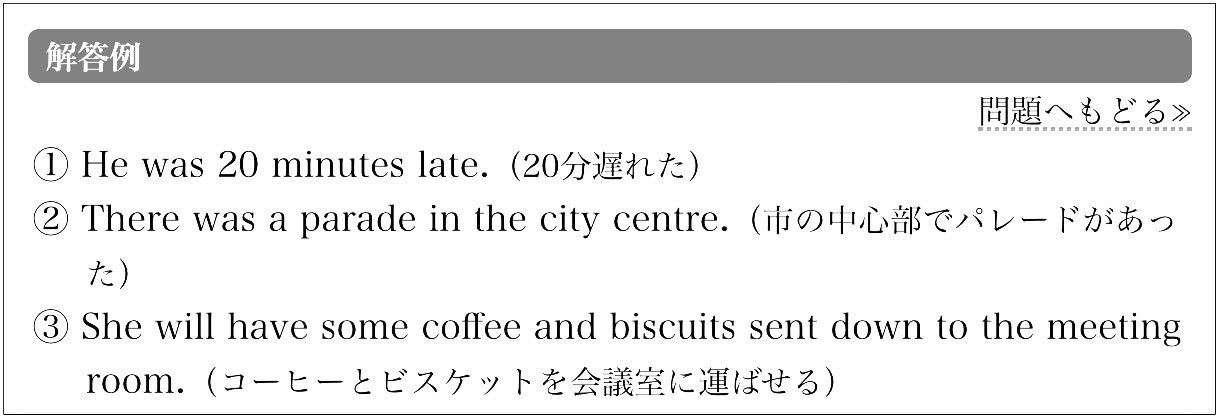 解答例
問題へもどる≫
① He was 20 minutes late.（20分遅れた）
② There was a parade in the city centre.（市の中心部でパレードがあっ
た）
③ She will have some coffee and biscuits sent down to the meeting
room.（コーヒーとビスケットを会議室に運ばせる）